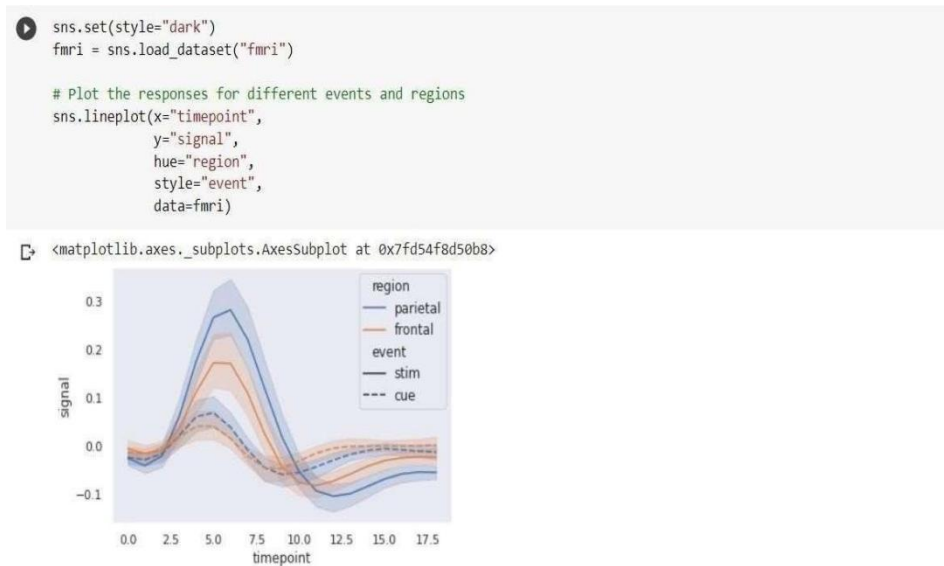 sns.set(style="dark")
fmri = sns.load_dataset("fmri")
# Plot the responses for different events and regions
sns.lineplot(x="timepoint",
y="signal",
hue="region",
style="event",
data=fmri)
<matplotlib.axes._subplots.AxesSubplot at 0x7fd54f8d50b8>
region
parietal
frontal
event
stim
cue
0.3
0.2
0.1
0.0
−0.1
signal
0.0 2.5 5.0 7.5 10.0 12.5 15.0 17.5
timepoint